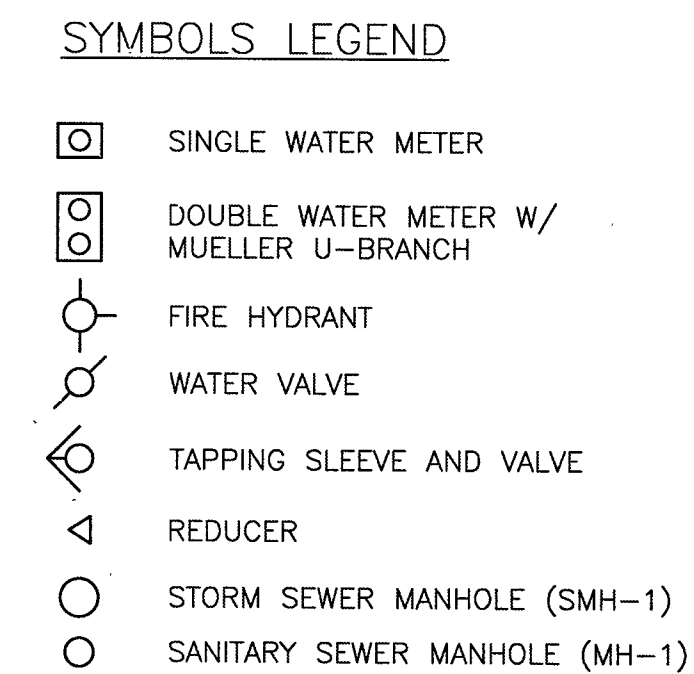 SYMBOLS LEGEND
SINGLE WATER METER
DOUBLE WATER METER W/
MUELLER U-BRANCH
FIRE HYDRANT
WATER VALVE
TAPPING SLEEVE AND VALVE
REDUCER
STORM SEWER MANHOLE (SMH-1)
SANITARY SEWER MANHOLE (MH-1)